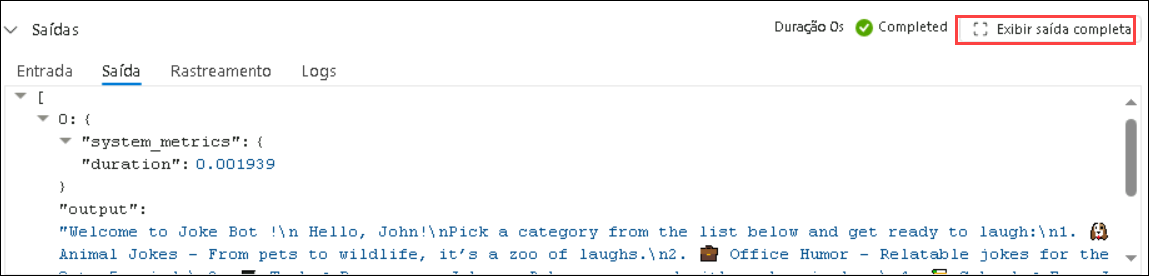 Saídas
Duração 0s Completed Exibir saída completa
Entrada Saída Rastreamento Logs
[
0: {
"system_metrics": {
"duration": 0.001939
}
"output":
"Welcome to Joke Bot !\n Hello, John!\nPick a category from the list below and get ready to laugh:\n1. 🐶
Animal Jokes - From pets to wildlife, it’s a zoo of laughs.\n2. 💼 Office Humor - Relatable jokes for the